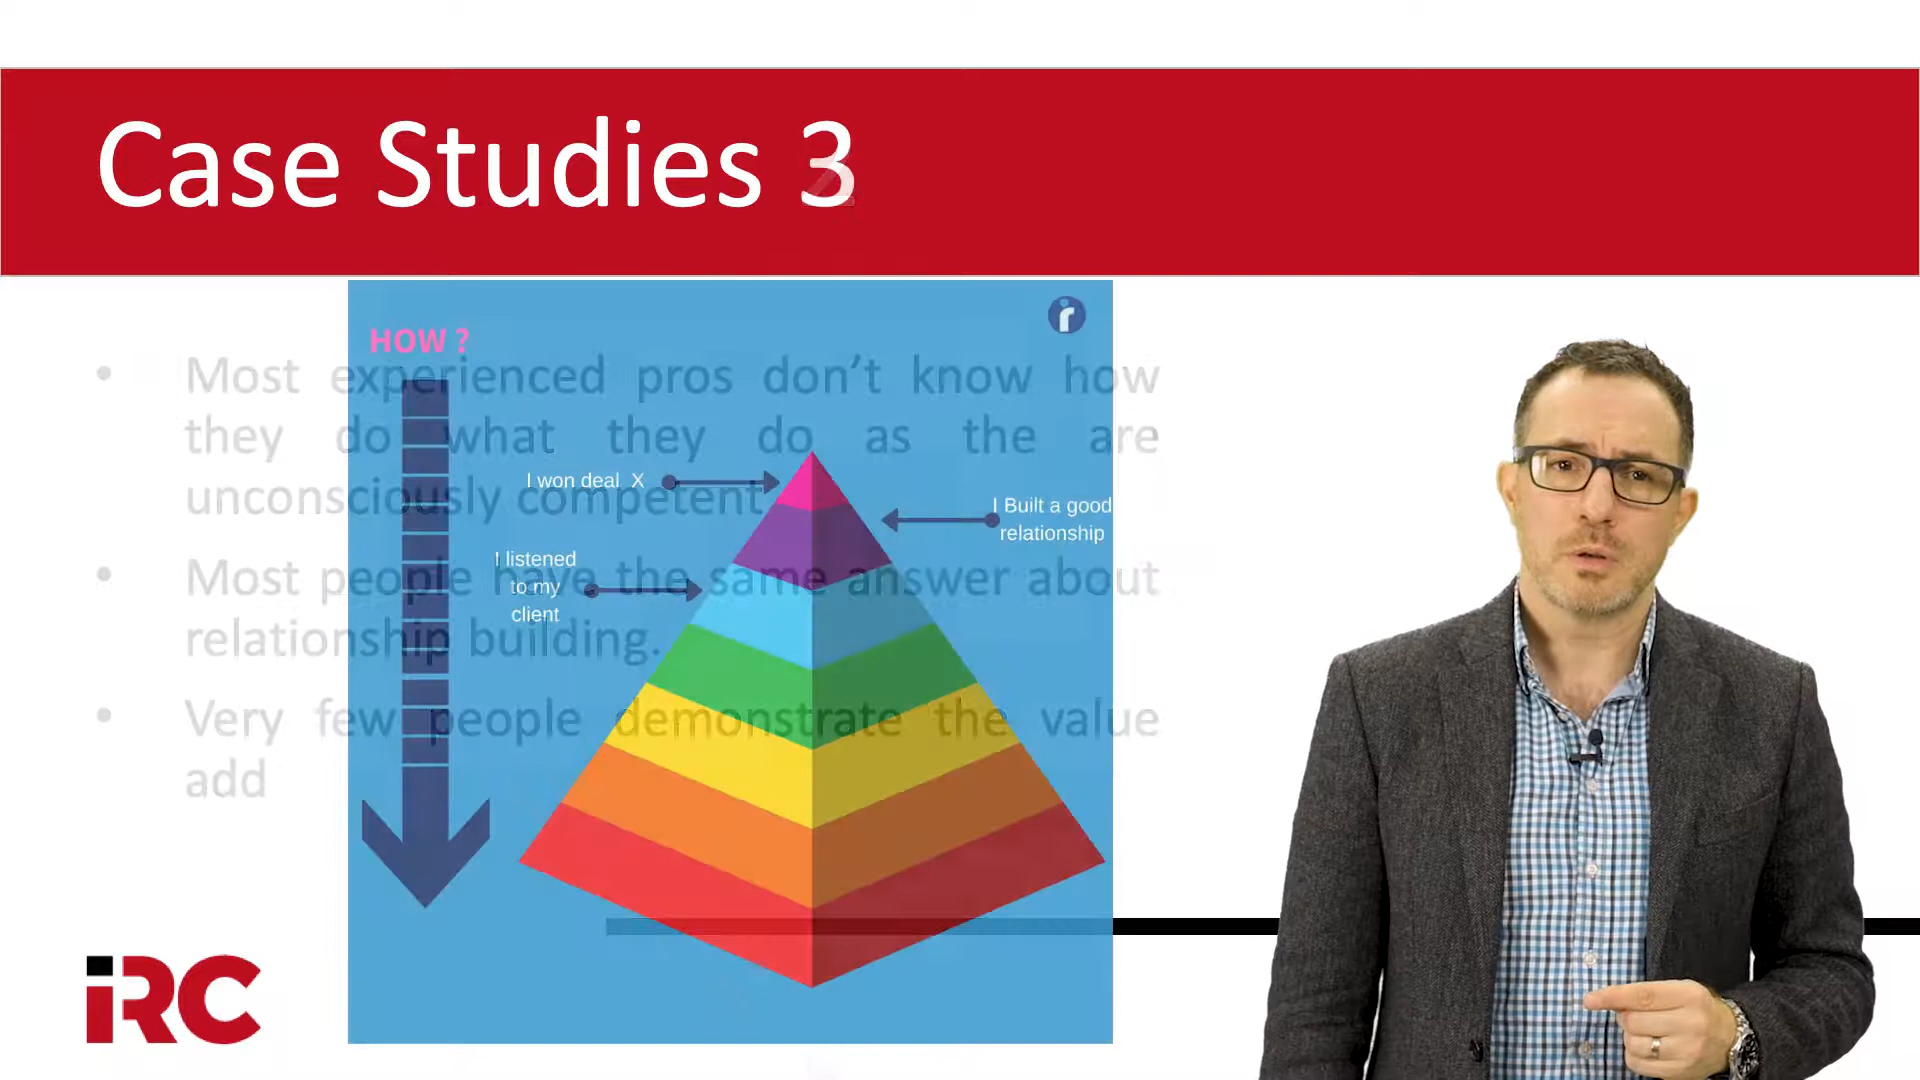 Case Studies 3
HOW ?
• Most experienced pros don’t know how
they do what they do as the are
unconsciously competent
• Most people have the same answer about
relationship building.
• Very few people demonstrate the value
add
I won deal X
I Built a good
relationship
I listened
to my
client
iRC